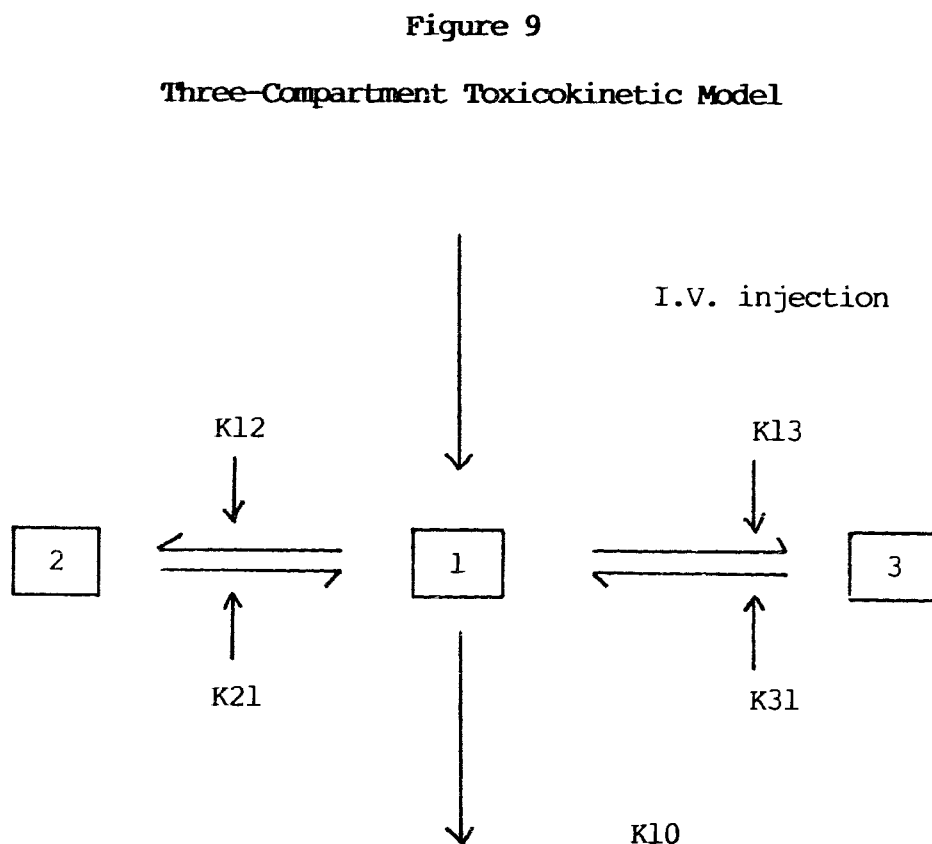 Figure 9
Three-Compartment Toxicokinetic Model
I.V. injection
K12
K13
2
1
3
K21
K31
K10